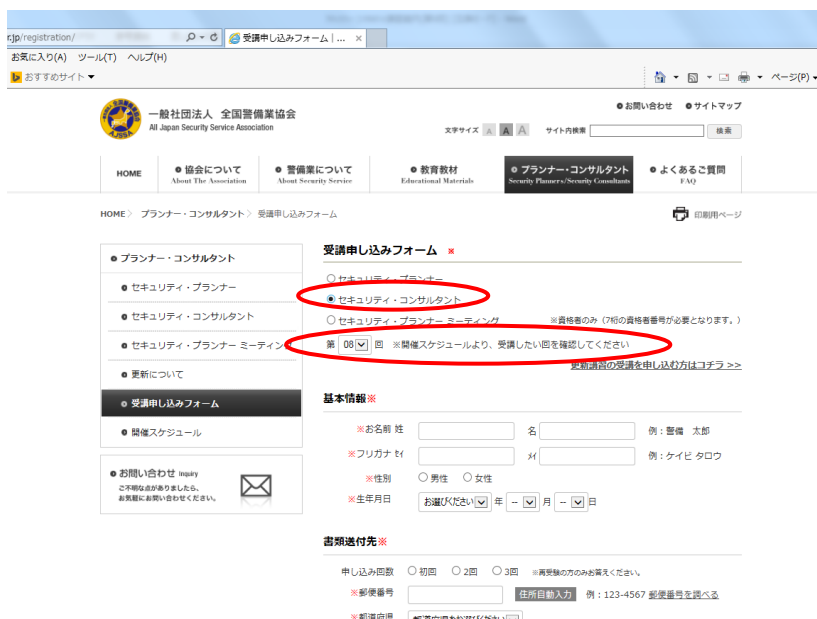 r.jp/registration/
受講申し込みフォーム | ... ×
お気に入り(A) ツール(T) ヘルプ(H)
おすすめサイト ▼
ページ(P)
一般社団法人 全国警備業協会
All Japan Security Service Association
AJSSA
お問い合わせ サイトマップ
文字サイズ A A A サイト内検索 検索
HOME 協会について 警備業について 教育教材 プランナー・コンサルタント よくあるご質問
About The Association About Security Service Educational Materials Security Planners/Security Consultants FAQ
HOME〉 プランナー・コンサルタント〉 受講申し込みフォーム
印刷用ページ
プランナー・コンサルタント
セキュリティ・プランナー
セキュリティ・コンサルタント
セキュリティ・プランナー ミーティング
更新について
受講申し込みフォーム
開催スケジュール
お問い合わせ Inquiry
ご不明な点がありましたら、
お気軽にお問い合わせください。
受講申し込みフォーム ※
セキュリティ・プランナー
セキュリティ・コンサルタント
セキュリティ・プランナー ミーティング ※資格者のみ(7桁の資格者番号が必要となります。)
第 08 回 ※開催スケジュールより、受講したい回を確認してください
更新講習の受講を申し込む方はコチラ >>
基本情報※
※お名前 姓 名 例:警備 太郎
※フリガナ セイ メイ 例:ケイビ タロウ
※性別 男性 女性
※生年月日 お選びください 年 -- 月 -- 日
書類送付先※
申し込み回数 初回 2回 3回 ※再受験の方のみお答えください。
※郵便番号 住所自動入力 例:123-4567 郵便番号を調べる
※都道府県 都道府県をお選びください